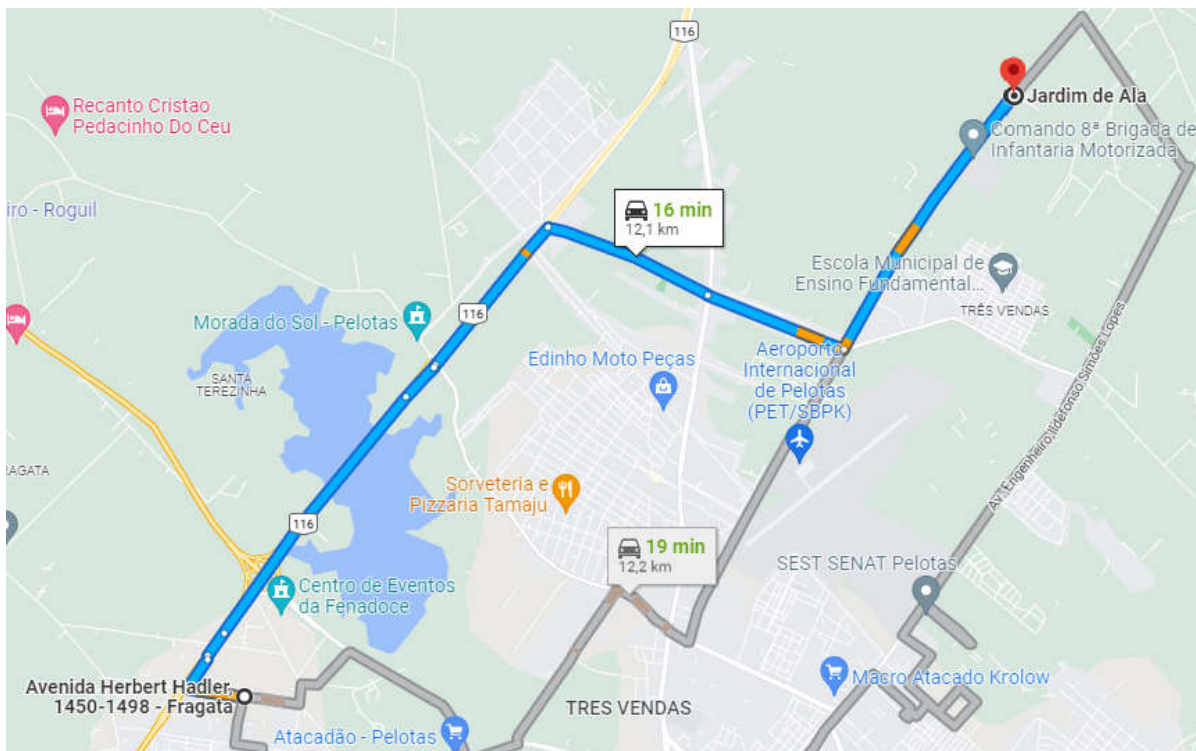 116
Jardim de Ala
Recanto Cristao
Pedacinho Do Ceu
Comando 8ª Brigada de
Infantaria Motorizada
iro - Roguil
16 min
12,1 km
Escola Municipal de
Ensino Fundamental...
TRÊS VENDAS
116
Morada do Sol - Pelotas
Edinho Moto Peças
Aeroporto
Internacional
de Pelotas
(PET/SBPK)
SANTA
TEREZINHA
Av. Engenheiro Ildefonso Simões Lopes
RAGATA
Sorveteria e
Pizzaria Tamaju
116
19 min
12,2 km
SEST SENAT Pelotas
Centro de Eventos
da Fenadoce
Macro Atacado Krolow
Avenida Herbert Hadler,
1450-1498 - Fragata
TRES VENDAS
Atacadão - Pelotas